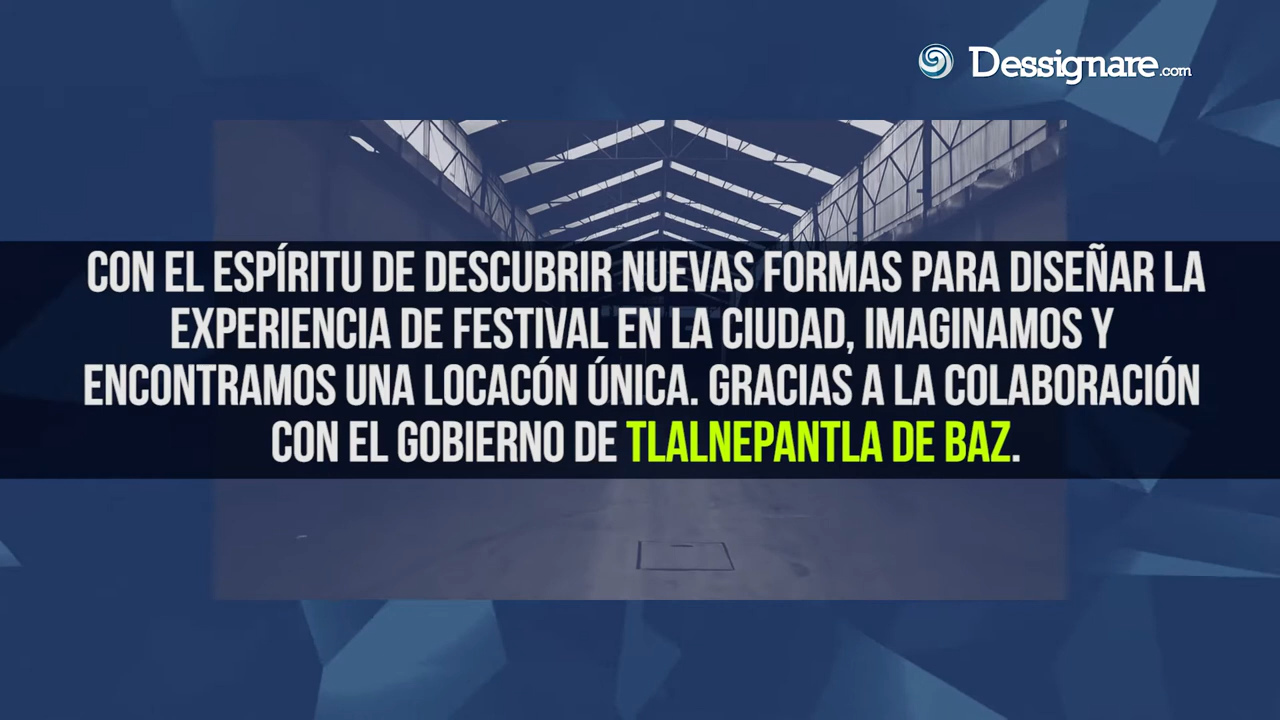 Dessignare.com
CON EL ESPÍRITU DE DESCUBRIR NUEVAS FORMAS PARA DISEÑAR LA
EXPERIENCIA DE FESTIVAL EN LA CIUDAD, IMAGINAMOS Y
ENCONTRAMOS UNA LOCACÓN ÚNICA. GRACIAS A LA COLABORACIÓN
CON EL GOBIERNO DE TLALNEPANTLA DE BAZ.